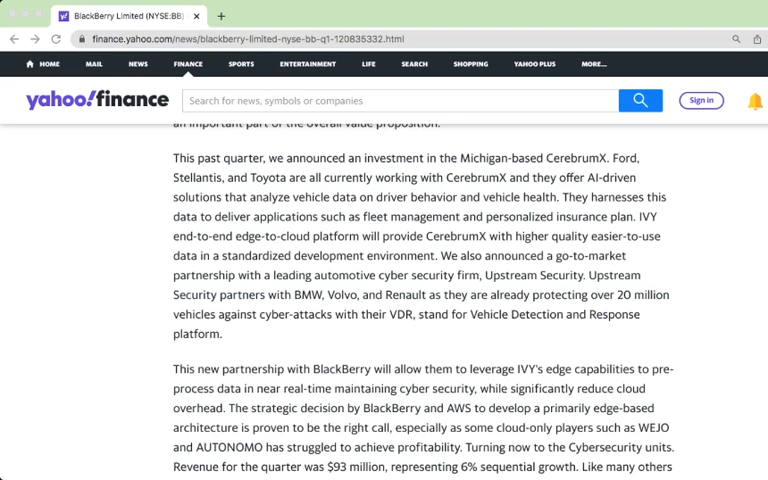 BlackBerry Limited (NYSE:BB)
finance.yahoo.com/news/blackberry-limited-nyse-bb-q1-120835332.html
HOME MAIL NEWS FINANCE SPORTS ENTERTAINMENT LIFE SEARCH SHOPPING YAHOO PLUS MORE...
yahoo!finance
Search for news, symbols or companies
Sign in
an important part of the overall value proposition.
This past quarter, we announced an investment in the Michigan-based CerebrumX. Ford,
Stellantis, and Toyota are all currently working with CerebrumX and they offer AI-driven
solutions that analyze vehicle data on driver behavior and vehicle health. They harnesses this
data to deliver applications such as fleet management and personalized insurance plan. IVY
end-to-end edge-to-cloud platform will provide CerebrumX with higher quality easier-to-use
data in a standardized development environment. We also announced a go-to-market
partnership with a leading automotive cyber security firm, Upstream Security. Upstream
Security partners with BMW, Volvo, and Renault as they are already protecting over 20 million
vehicles against cyber-attacks with their VDR, stand for Vehicle Detection and Response
platform.
This new partnership with BlackBerry will allow them to leverage IVY's edge capabilities to pre-
process data in near real-time maintaining cyber security, while significantly reduce cloud
overhead. The strategic decision by BlackBerry and AWS to develop a primarily edge-based
architecture is proven to be the right call, especially as some cloud-only players such as WEJO
and AUTONOMO has struggled to achieve profitability. Turning now to the Cybersecurity units.
Revenue for the quarter was $93 million, representing 6% sequential growth. Like many others